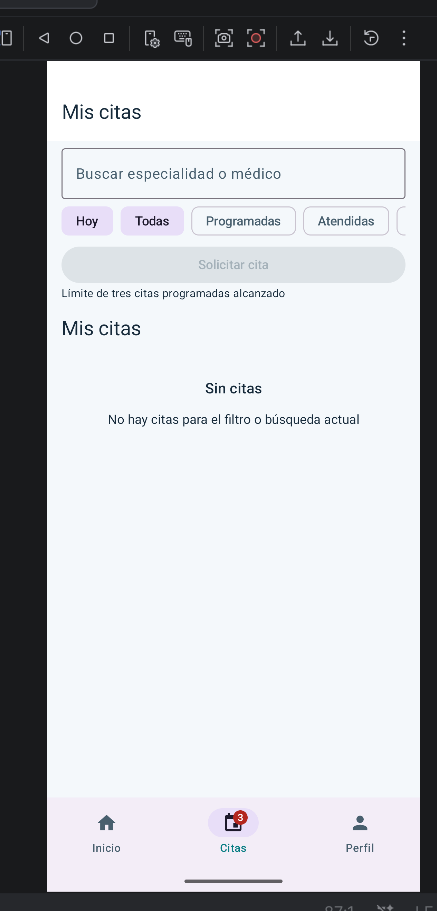 Mis citas
Buscar especialidad o médico
Hoy Todas Programadas Atendidas
Solicitar cita
Límite de tres citas programadas alcanzado
Mis citas
Sin citas
No hay citas para el filtro o búsqueda actual
3
Inicio Citas Perfil